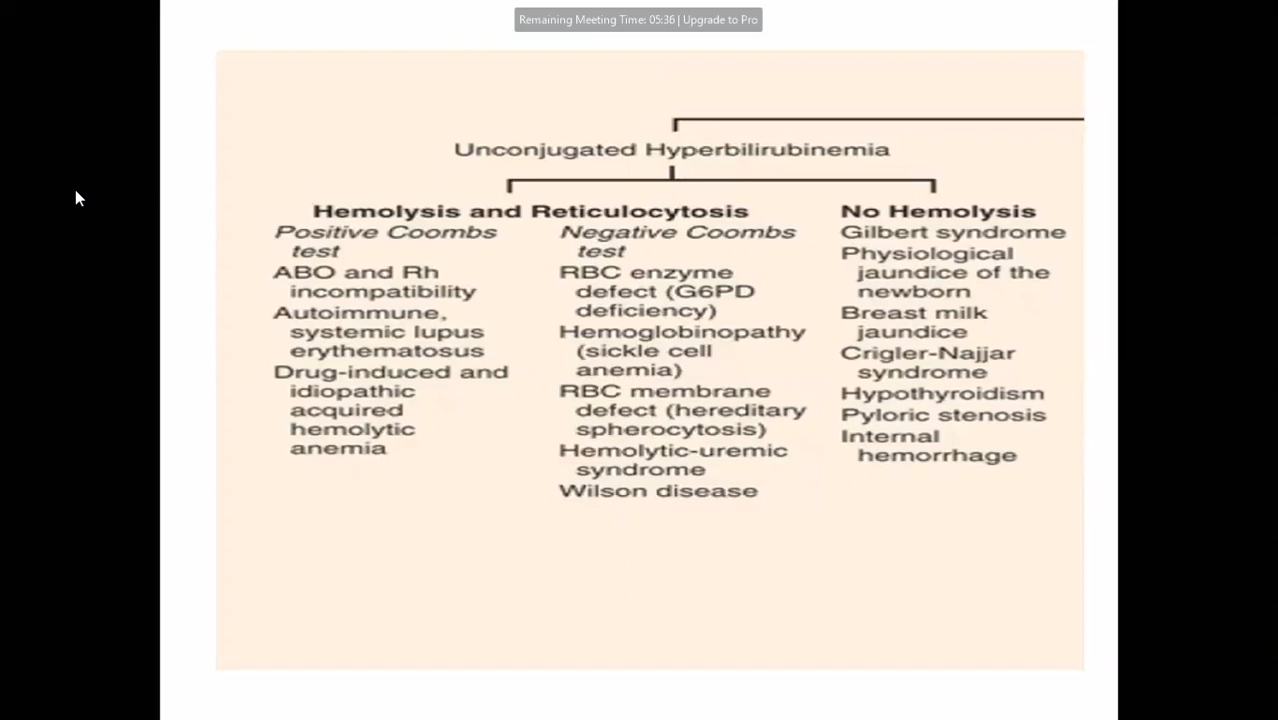 Remaining Meeting Time: 05:36 | Upgrade to Pro
Unconjugated Hyperbilirubinemia
Hemolysis and Reticulocytosis
Positive Coombs
test
ABO and Rh
incompatibility
Autoimmune,
systemic lupus
erythematosus
Drug-induced and
idiopathic
acquired
hemolytic
anemia
Negative Coombs
test
RBC enzyme
defect (G6PD
deficiency)
Hemoglobinopathy
(sickle cell
anemia)
RBC membrane
defect (hereditary
spherocytosis)
Hemolytic-uremic
syndrome
Wilson disease
No Hemolysis
Gilbert syndrome
Physiological
jaundice of the
newborn
Breast milk
jaundice
Crigler-Najjar
syndrome
Hypothyroidism
Pyloric stenosis
Internal
hemorrhage